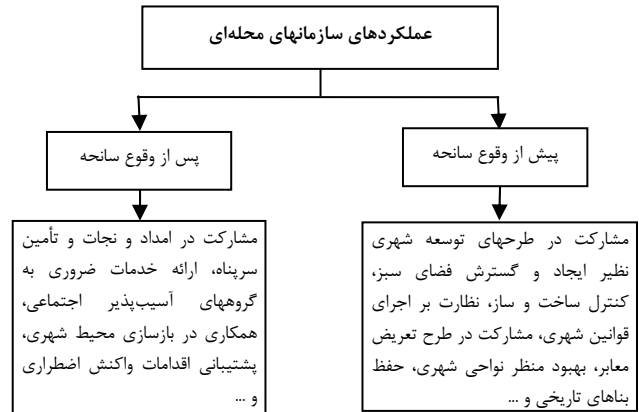 عملکردهای سازمانهای محله‌ای
پیش از وقوع سانحه
پس از وقوع سانحه
مشارکت در طرحهای توسعه شهری
نظیر ایجاد و گسترش فضای سبز،
کنترل ساخت و ساز، نظارت بر اجرای
قوانین شهری، مشارکت در طرح تعریض
معابر، بهبود منظر نواحی شهری، حفظ
بناهای تاریخی و ...
مشارکت در امداد و نجات و تأمین
سرپناه، ارائه خدمات ضروری به
گروههای آسیب‌پذیر اجتماعی،
همکاری در بازسازی محیط شهری،
پشتیبانی اقدامات واکنش اضطراری
و ...